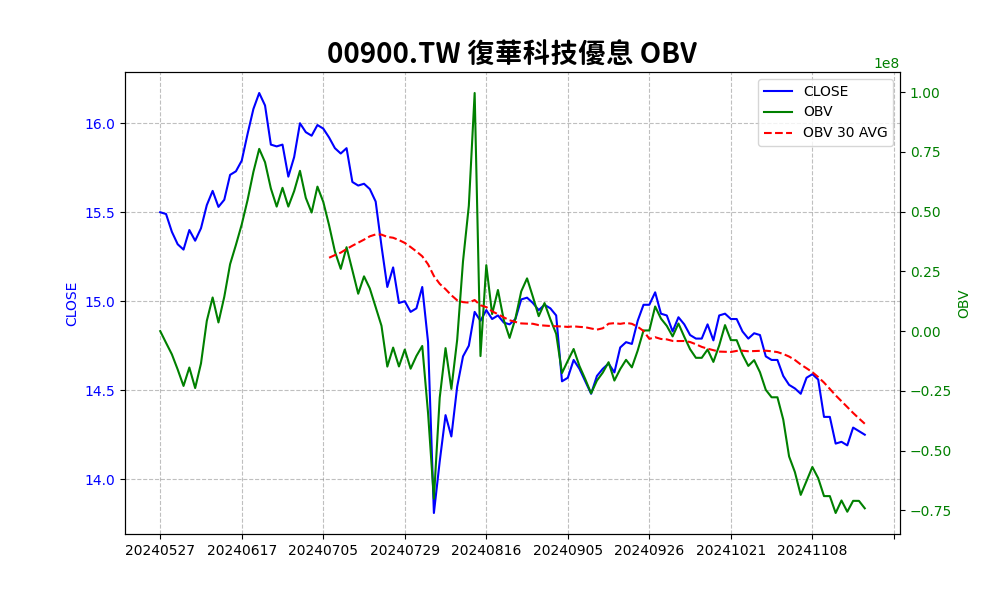 00900.TW 復華科技優息 OBV
1e8
CLOSE
OBV
OBV 30 AVG
16.0
15.5
15.0
14.5
14.0
CLOSE
1.00
0.75
0.50
0.25
0.00
−0.25
−0.50
−0.75
OBV
20240527 20240617 20240705 20240729 20240816 20240905 20240926 20241021 20241108